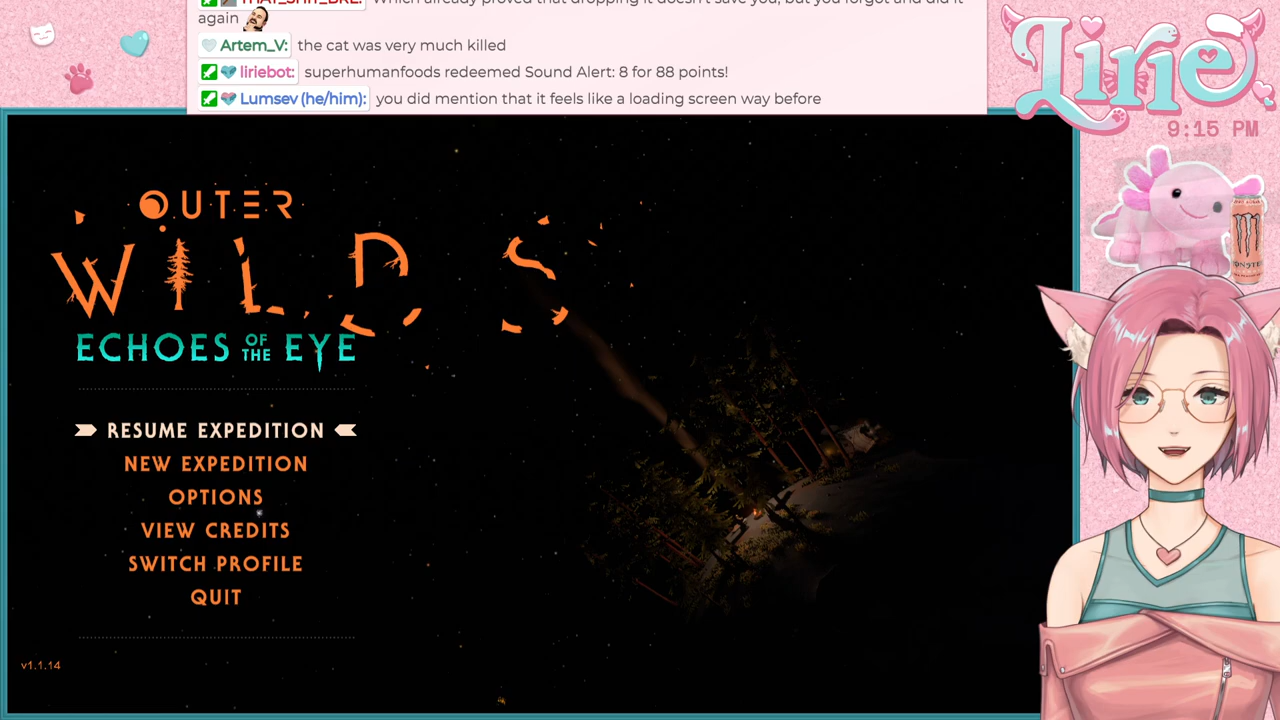 THAT_SHIT_BRE: Which already proved that dropping it doesn't save you, but you forgot and did it
again
Artem_V: the cat was very much killed
liriebot: superhumanfoods redeemed Sound Alert: 8 for 88 points!
Lumsev (he/him): you did mention that it feels like a loading screen way before
Lirie
9:15 PM
OUTER
WILDS
ECHOES OF THE EYE
RESUME EXPEDITION
NEW EXPEDITION
OPTIONS
VIEW CREDITS
SWITCH PROFILE
QUIT
v1.1.14
MONSTER